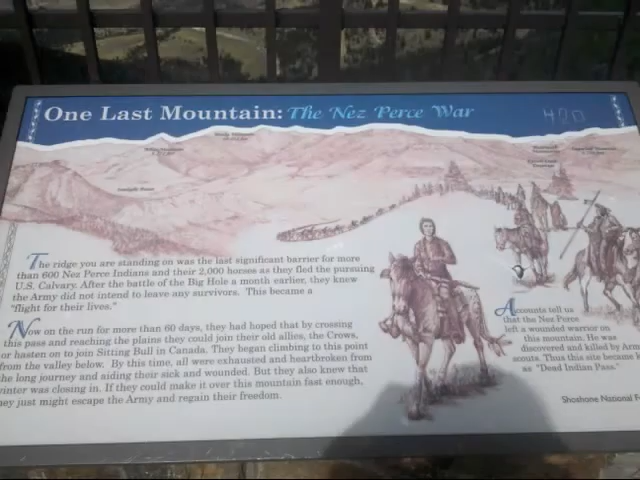 One Last Mountain: The Nez Perce War
400
The ridge you are standing on was the last significant barrier for more
than 600 Nez Perce Indians and their 2,000 horses as they fled the pursuing
U.S. Calvary. After the battle of the Big Hole a month earlier, they knew
the Army did not intend to leave any survivors. This became a
"flight for their lives."
Now on the run for more than 60 days, they had hoped that by crossing
this pass and reaching the plains they could join their old allies, the Crows,
or hasten on to join Sitting Bull in Canada. They began climbing to this point
from the valley below. By this time, all were exhausted and heartbroken from
the long journey and aiding their sick and wounded. But they also knew that
winter was closing in. If they could make it over this mountain fast enough,
hey just might escape the Army and regain their freedom.
Accounts tell us
that the Nez Perce
left a wounded warrior on
this mountain. He was
discovered and killed by Arm
scouts. Thus this site became k
as "Dead Indian Pass."
Shoshone National F